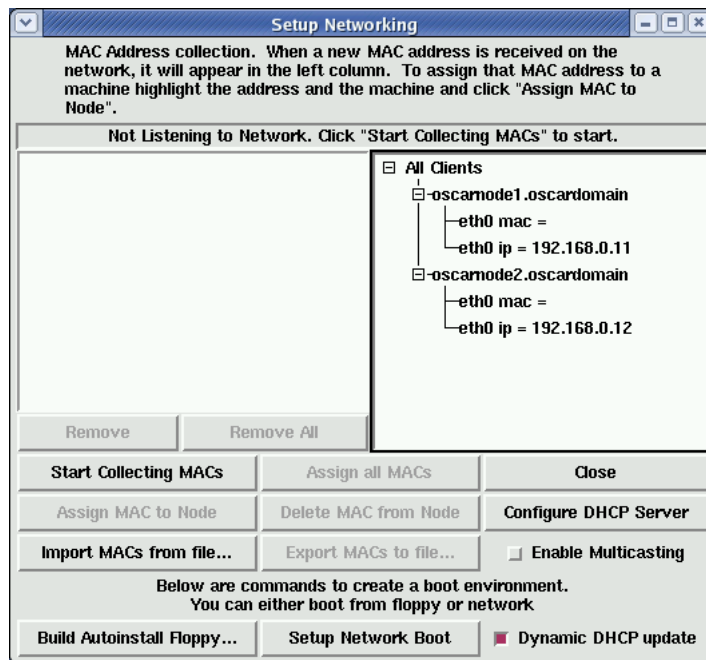 Setup Networking
MAC Address collection. When a new MAC address is received on the
network, it will appear in the left column. To assign that MAC address to a
machine highlight the address and the machine and click "Assign MAC to
Node".
Not Listening to Network. Click "Start Collecting MACs" to start.
All Clients
oscarnode1.oscardomain
eth0 mac =
eth0 ip = 192.168.0.11
oscarnode2.oscardomain
eth0 mac =
eth0 ip = 192.168.0.12
Remove
Remove All
Start Collecting MACs
Assign all MACs
Close
Assign MAC to Node
Delete MAC from Node
Configure DHCP Server
Import MACs from file...
Export MACs to file...
Enable Multicasting
Below are commands to create a boot environment.
You can either boot from floppy or network
Build Autoinstall Floppy...
Setup Network Boot
Dynamic DHCP update